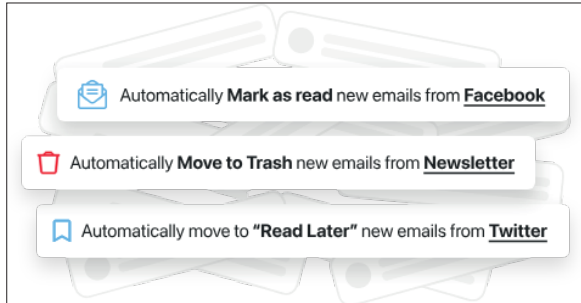 Automatically Mark as read new emails from Facebook
Automatically Move to Trash new emails from Newsletter
Automatically move to “Read Later” new emails from Twitter